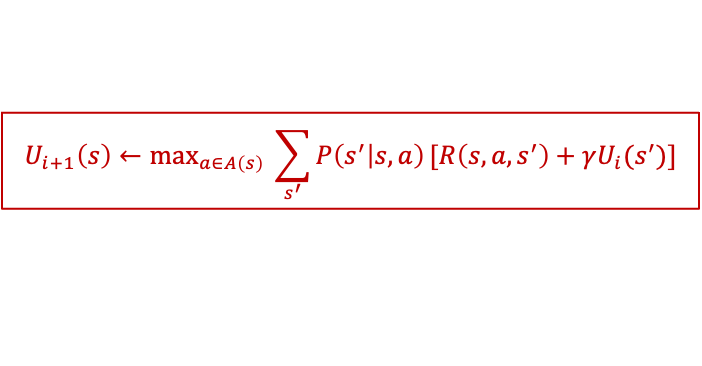 U_{i+1}(s) ← max_{a∈A(s)} ∑_{s′} P(s′|s, a) [R(s, a, s′) + γU_i(s′)]